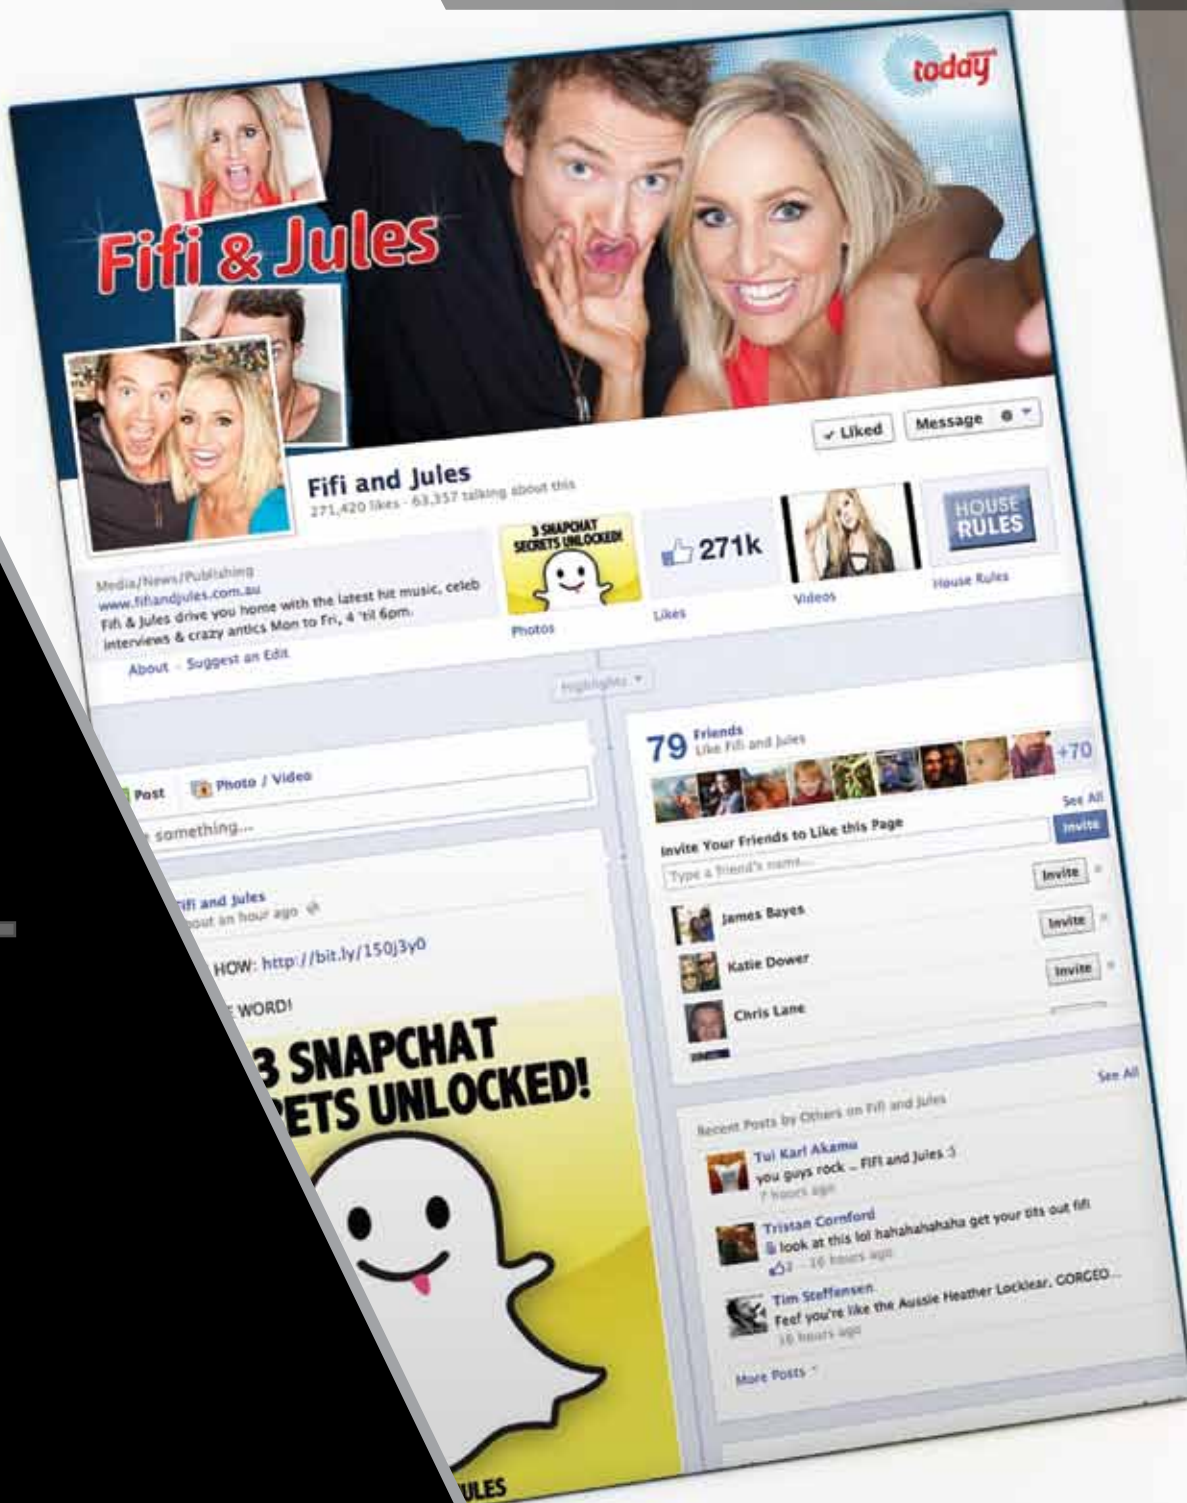 today
Fifi & Jules
Liked
Message
Fifi and Jules
271,420 likes · 63,357 talking about this
Media/News/Publishing
www.fifiandjules.com.au
Fifi & Jules drive you home with the latest hit music, celeb
interviews & crazy antics Mon to Fri, 4 'til 6pm.
About - Suggest an Edit
3 SNAPCHAT
SECRETS UNLOCKED!
Photos
271k
Likes
Videos
HOUSE
RULES
House Rules
Highlights
Post
Photo / Video
something...
Fifi and Jules
about an hour ago
HOW: http://bit.ly/150j3y0
WORD!
3 SNAPCHAT
ETS UNLOCKED!
ULES
79 Friends
Like Fifi and Jules
+70
See All
Invite Your Friends to Like this Page
Type a friend's name...
Invite
James Bayes
Invite
Katie Dower
Invite
Chris Lane
Invite
See All
Recent Posts by Others on Fifi and Jules
Tui Karl Akamu
you guys rock .. FIFI and Jules :)
7 hours ago
Tristan Cornford
look at this lol hahahahahaha get your tits out fifi
2 · 16 hours ago
Tim Steffensen
Feef you're like the Aussie Heather Locklear, GORGEO...
16 hours ago
More Posts